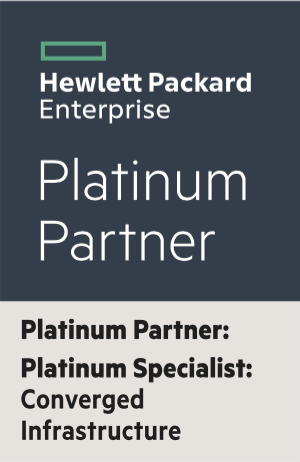 Hewlett Packard
Enterprise
Platinum
Partner
Platinum Partner:
Platinum Specialist:
Converged
Infrastructure